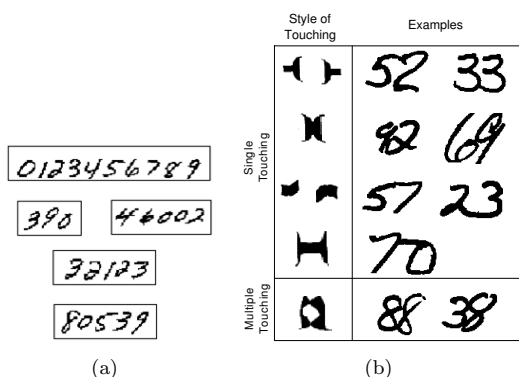 0123456789
390 46002
32123
80539
(a)
Style of Touching Examples
Single Touching
52 33
92 69
57 23
70
Multiple Touching
88 38
(b)